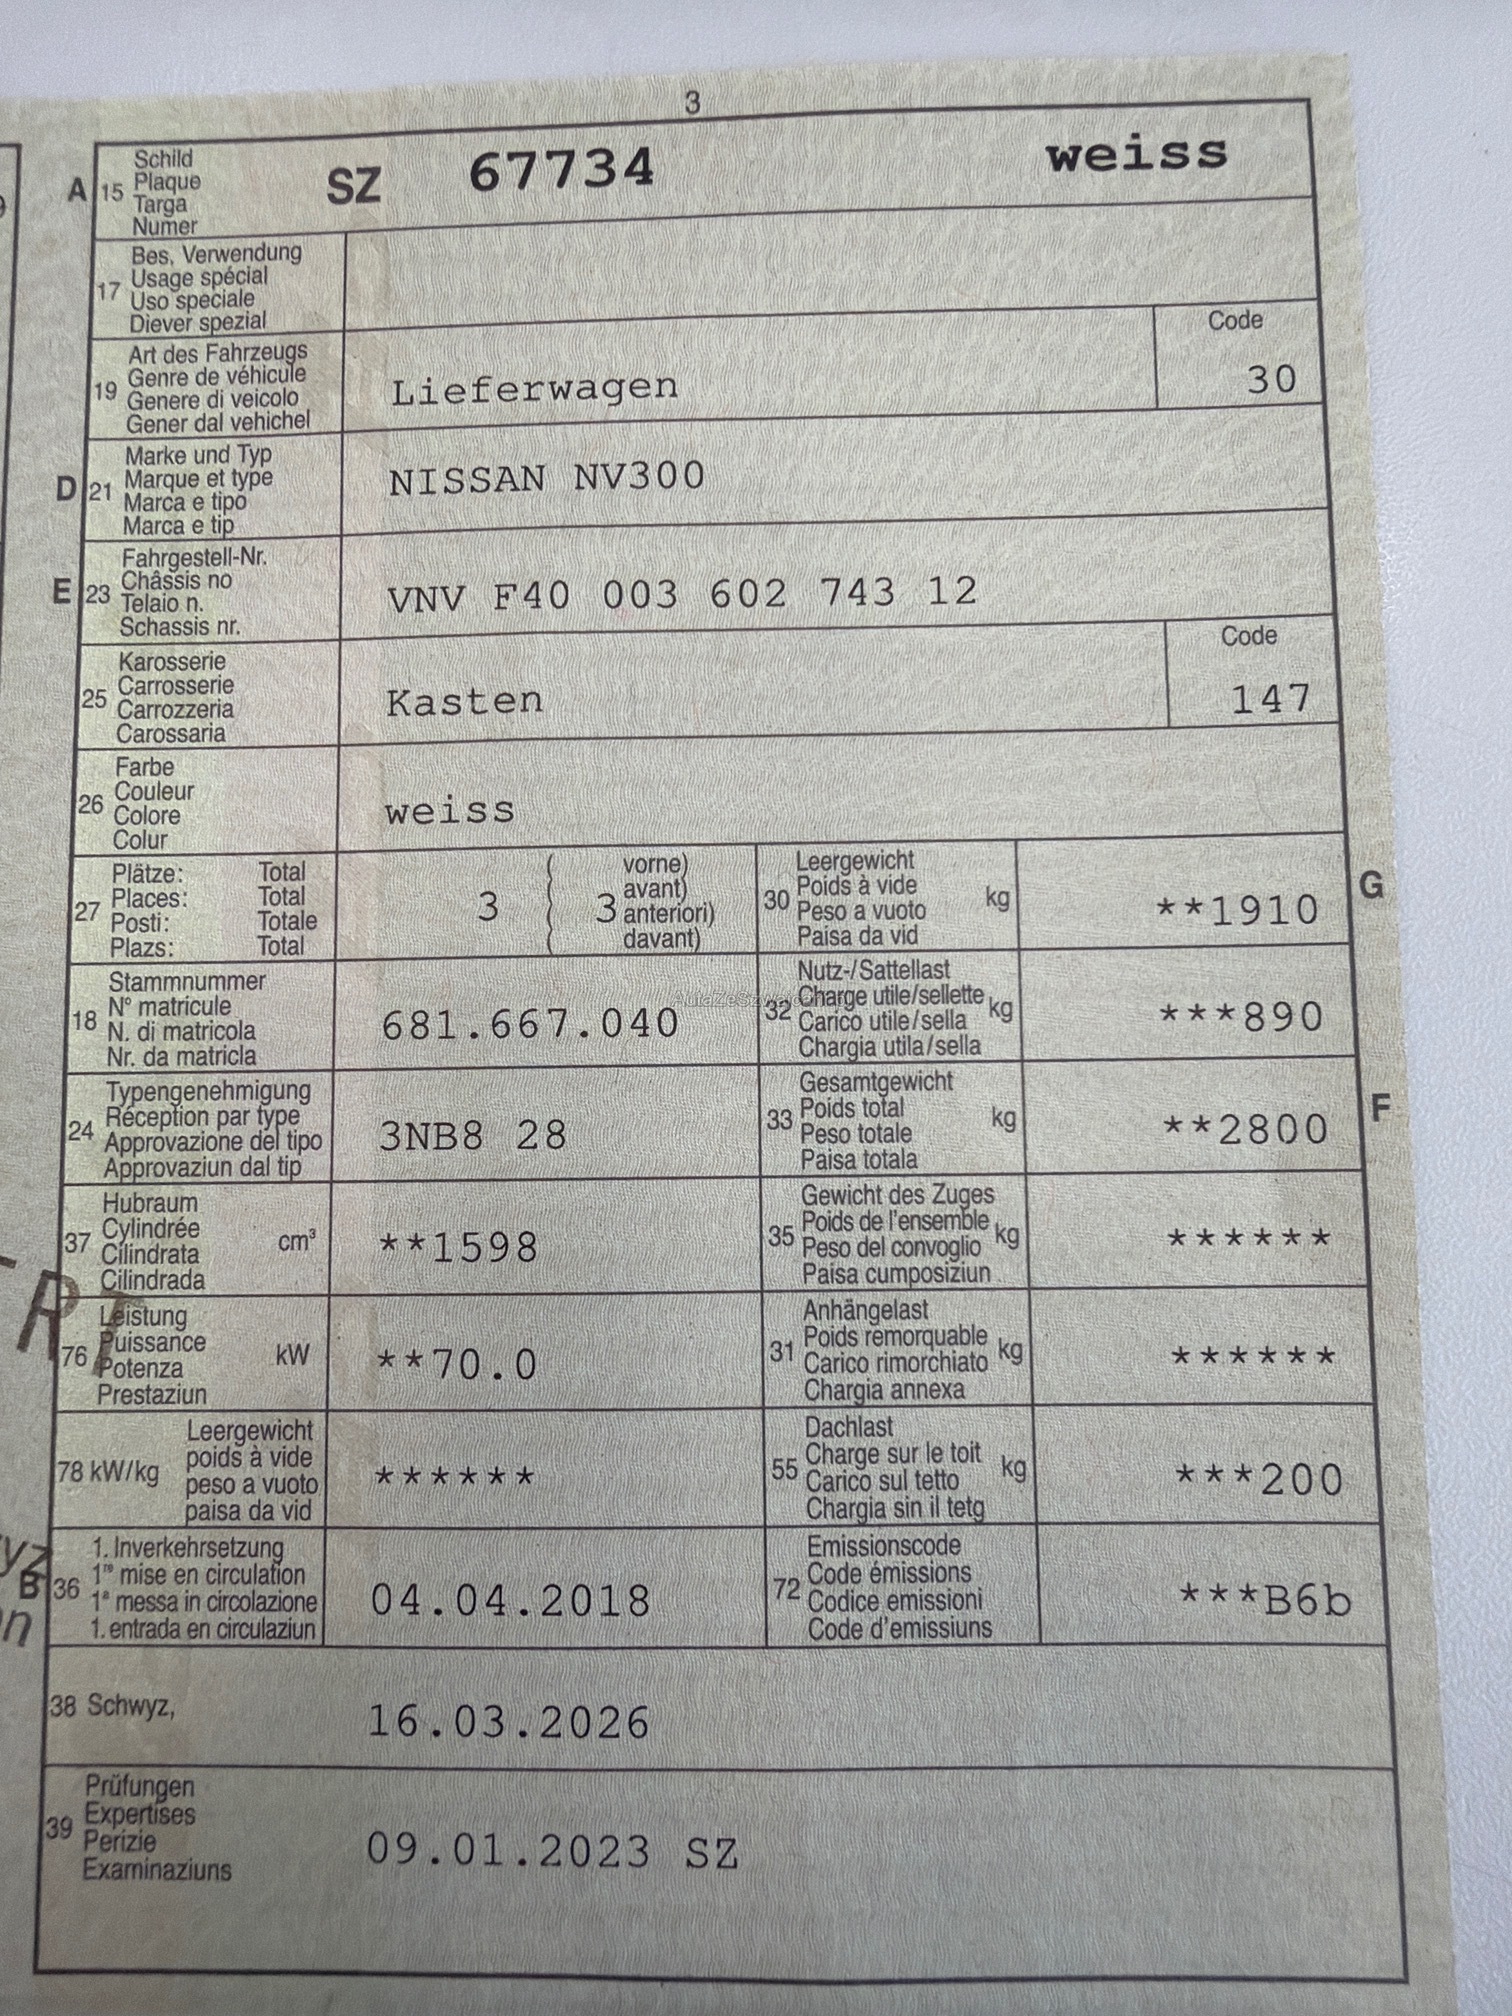 3
A 15 Schild
Plaque
Targa
Numer
SZ 67734 weiss
17 Bes. Verwendung
Usage spécial
Uso speciale
Diever spezial
19 Art des Fahrzeugs
Genre de véhicule
Genere di veicolo
Gener dal vehichel
Lieferwagen
Code
30
D 21 Marke und Typ
Marque et type
Marca e tipo
Marca e tip
NISSAN NV300
E 23 Fahrgestell-Nr.
Châssis no
Telaio n.
Schassis nr.
VNV F40 003 602 743 12
25 Karosserie
Carrosserie
Carrozzeria
Carossaria
Kasten
Code
147
26 Farbe
Couleur
Colore
Colur
weiss
27 Plätze: Total
Places: Total
Posti: Totale
Plazs: Total
3 ( 3 vorne)
avant)
anteriori)
davant)
30 Leergewicht
Poids à vide
Peso a vuoto
Paisa da vid
kg **1910 G
18 Stammnummer
N° matricule
N. di matricola
Nr. da matricla
681.667.040
32 Nutz-/Sattellast
Charge utile/sellette
Carico utile/sella
Chargia utila/sella
kg ***890
24 Typengenehmigung
Réception par type
Approvazione del tipo
Approvaziun dal tip
3NB8 28
33 Gesamtgewicht
Poids total
Peso totale
Paisa totala
kg **2800 F
37 Hubraum
Cylindrée
Cilindrata
Cilindrada
cm³ **1598
35 Gewicht des Zuges
Poids de l'ensemble
Peso del convoglio
Paisa cumposiziun
kg ******
76 Leistung
Puissance
Potenza
Prestaziun
kW **70.0
31 Anhängelast
Poids remorquable
Carico rimorchiato
Chargia annexa
kg ******
78 kW/kg Leergewicht
poids à vide
peso a vuoto
paisa da vid
******
55 Dachlast
Charge sur le toit
Carico sul tetto
Chargia sin il tetg
kg ***200
B 36 1. Inverkehrsetzung
1re mise en circulation
1a messa in circolazione
1. entrada en circulaziun
04.04.2018
72 Emissionscode
Code émissions
Codice emissioni
Code d'emissiuns
***B6b
38 Schwyz,
16.03.2026
39 Prüfungen
Expertises
Perizie
Examinaziuns
09.01.2023 SZ